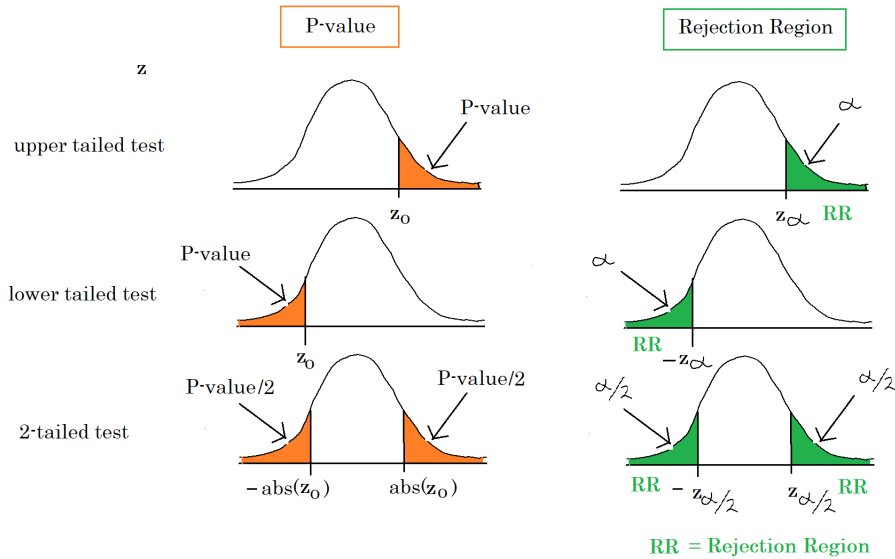 P-value
Rejection Region
z
upper tailed test
P-value
z₀
α
zα
RR
lower tailed test
P-value
z₀
α
RR
-zα
2-tailed test
P-value/2
P-value/2
-abs(z₀)
abs(z₀)
α/2
α/2
RR
-zα/2
zα/2
RR
RR = Rejection Region